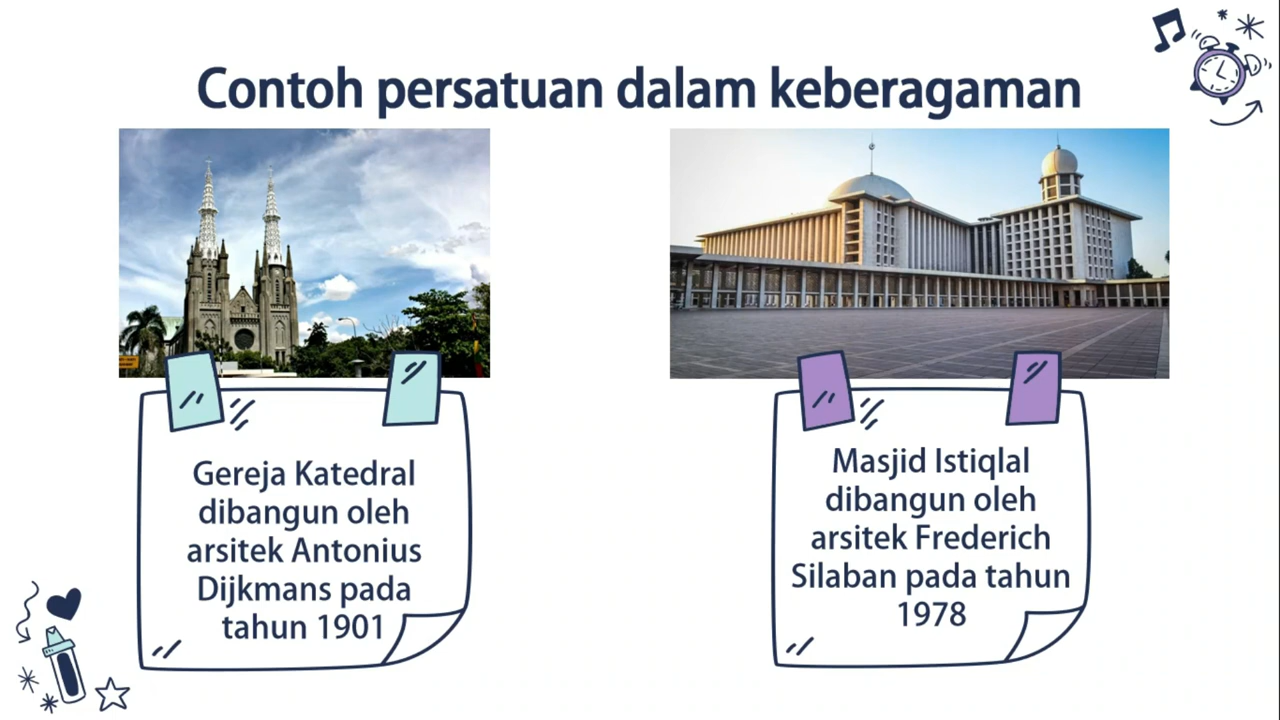 Contoh persatuan dalam keberagaman
Gereja Katedral
dibangun oleh
arsitek Antonius
Dijkmans pada
tahun 1901
Masjid Istiqlal
dibangun oleh
arsitek Frederich
Silaban pada tahun
1978